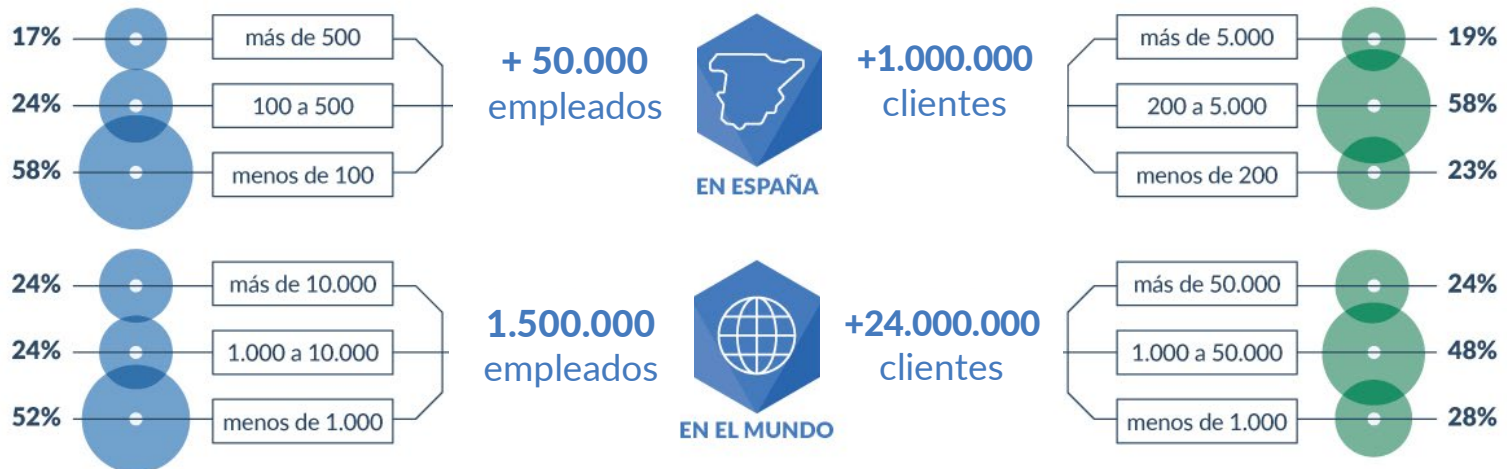 17%
más de 500
24%
100 a 500
58%
menos de 100
+ 50.000
empleados
EN ESPAÑA
+1.000.000
clientes
más de 5.000
19%
200 a 5.000
58%
menos de 200
23%
24%
más de 10.000
24%
1.000 a 10.000
52%
menos de 1.000
1.500.000
empleados
EN EL MUNDO
+24.000.000
clientes
más de 50.000
24%
1.000 a 50.000
48%
menos de 1.000
28%